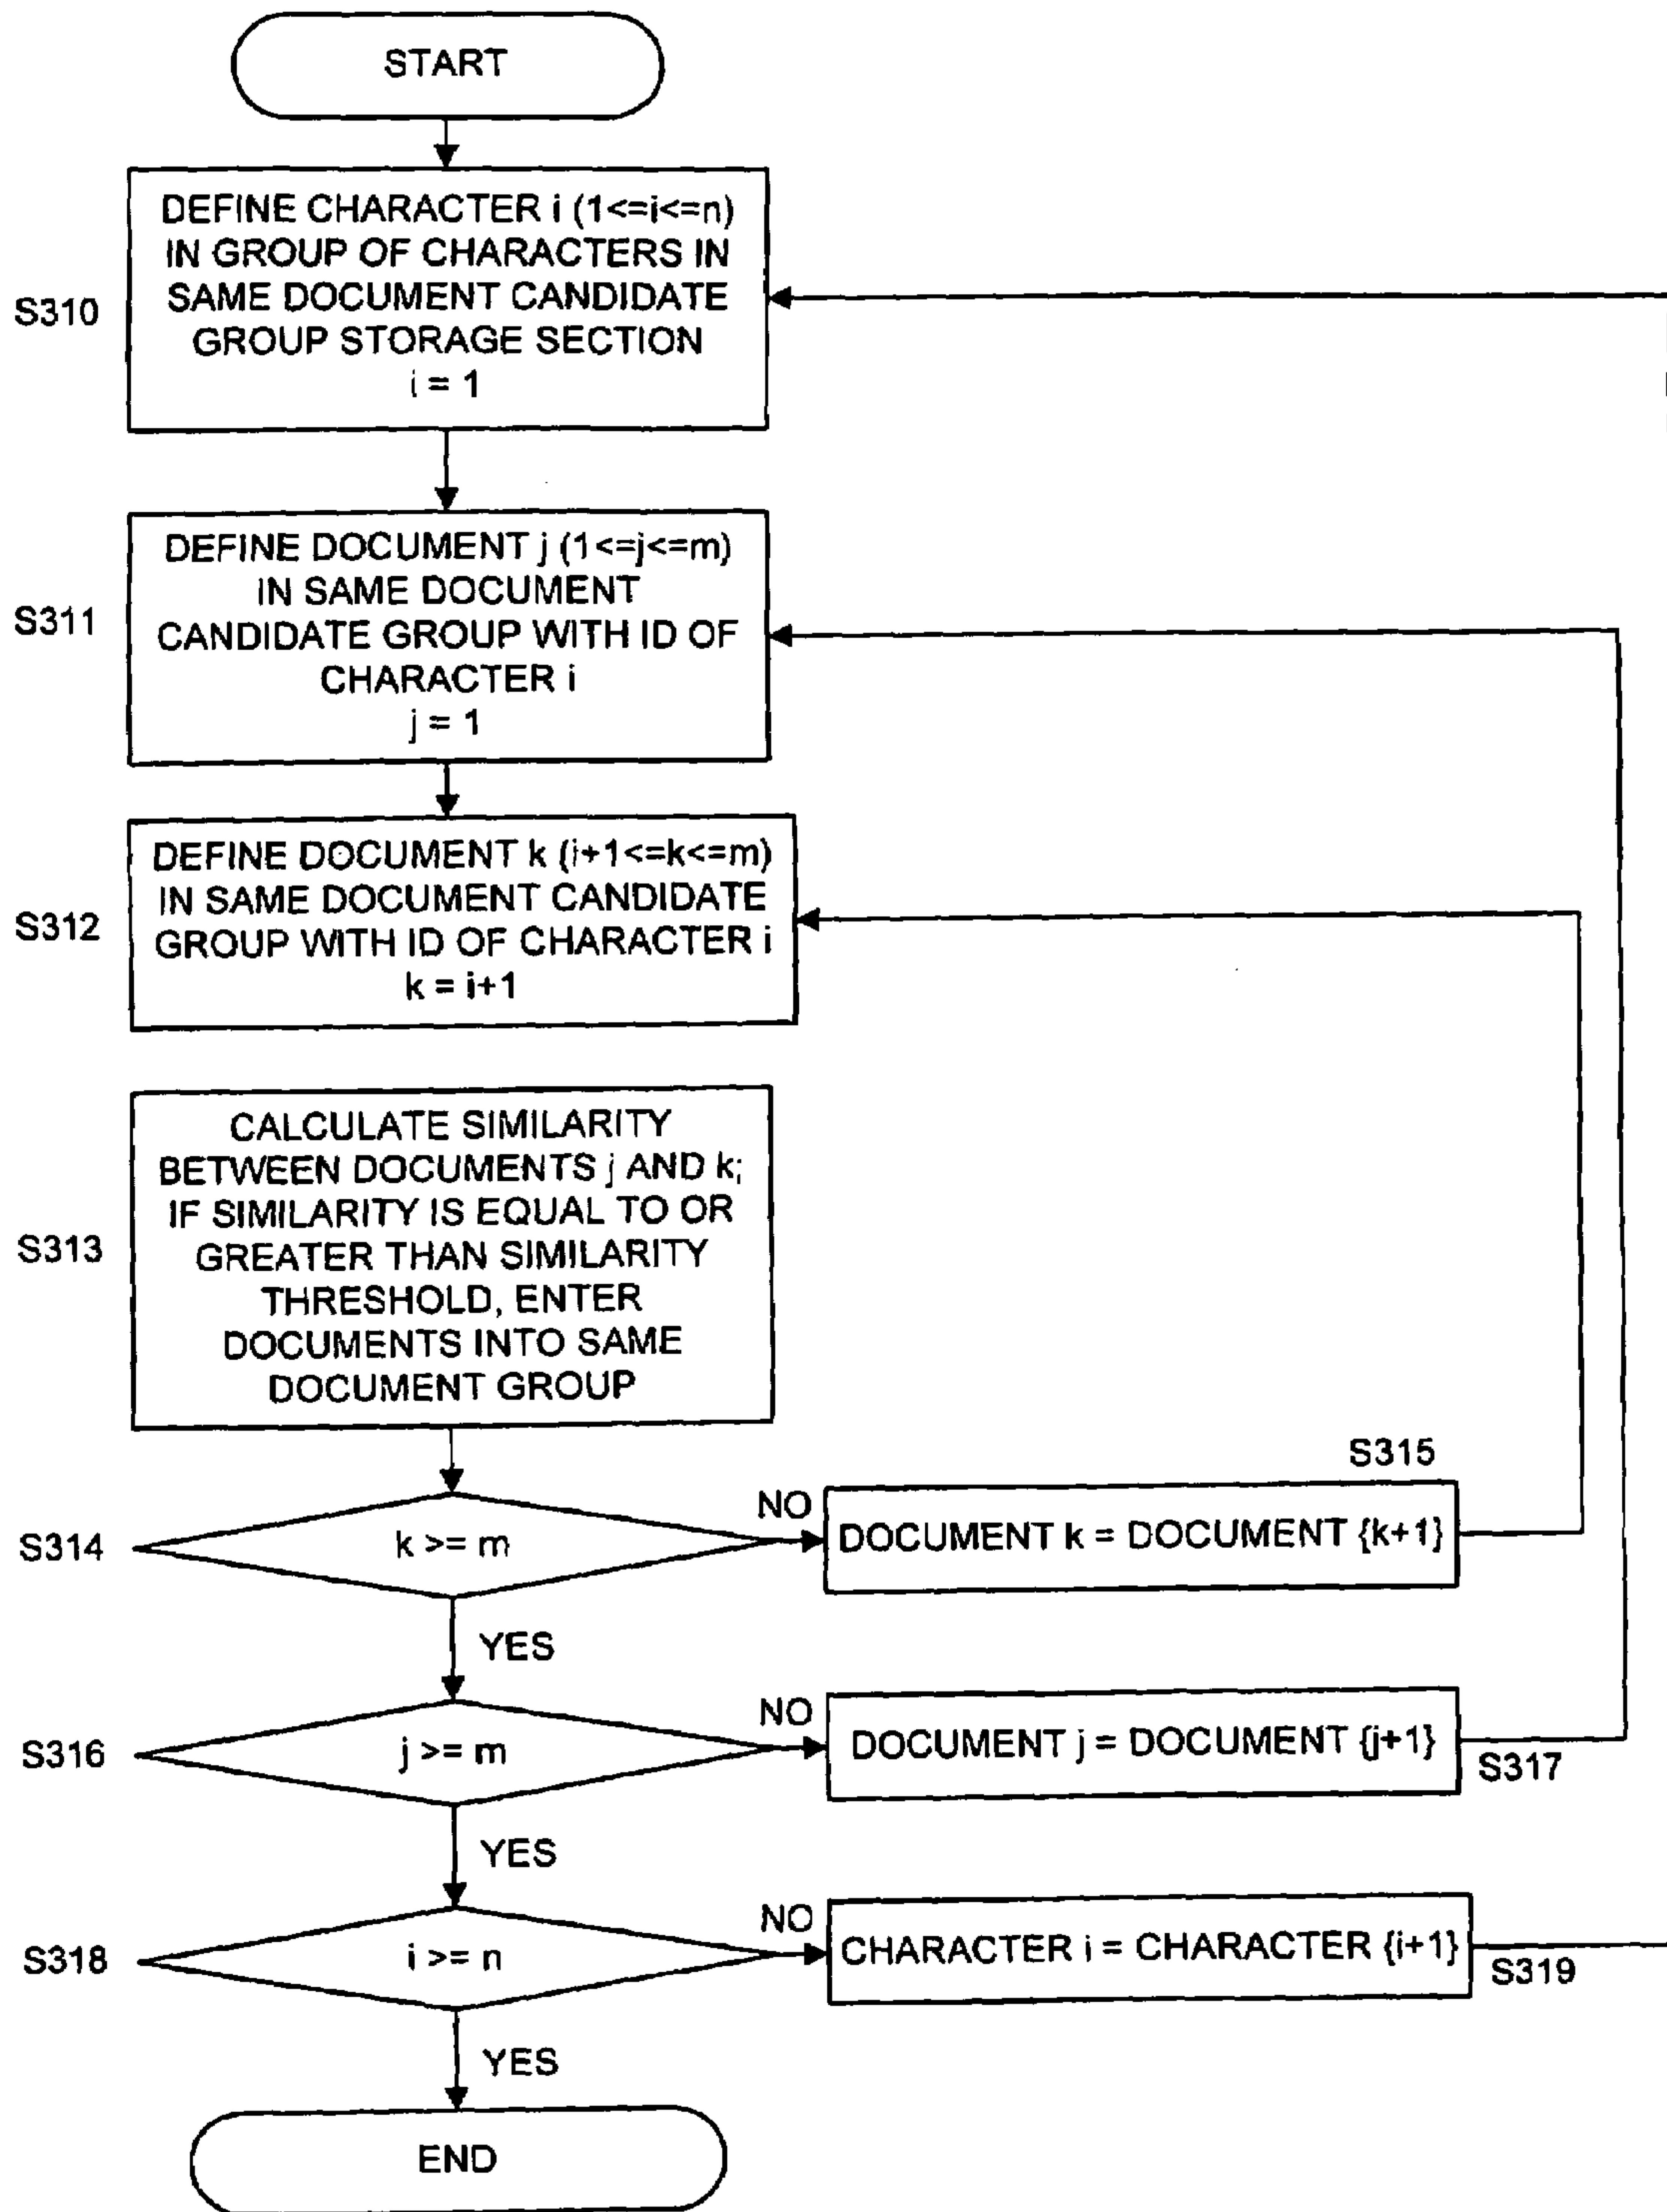 START
DEFINE CHARACTER i (1<=i<=n)
IN GROUP OF CHARACTERS IN
SAME DOCUMENT CANDIDATE
GROUP STORAGE SECTION
i = 1
S310
DEFINE DOCUMENT j (1<=j<=m)
IN SAME DOCUMENT
CANDIDATE GROUP WITH ID OF
CHARACTER i
j = 1
S311
DEFINE DOCUMENT k (i+1<=k<=m)
IN SAME DOCUMENT CANDIDATE
GROUP WITH ID OF CHARACTER i
k = i+1
S312
CALCULATE SIMILARITY
BETWEEN DOCUMENTS j AND k;
IF SIMILARITY IS EQUAL TO OR
GREATER THAN SIMILARITY
THRESHOLD, ENTER
DOCUMENTS INTO SAME
DOCUMENT GROUP
S313
S314
k >= m
NO
DOCUMENT k = DOCUMENT {k+1}
S315
YES
S316
j >= m
NO
DOCUMENT j = DOCUMENT {j+1}
S317
YES
S318
i >= n
NO
CHARACTER i = CHARACTER {i+1}
S319
YES
END